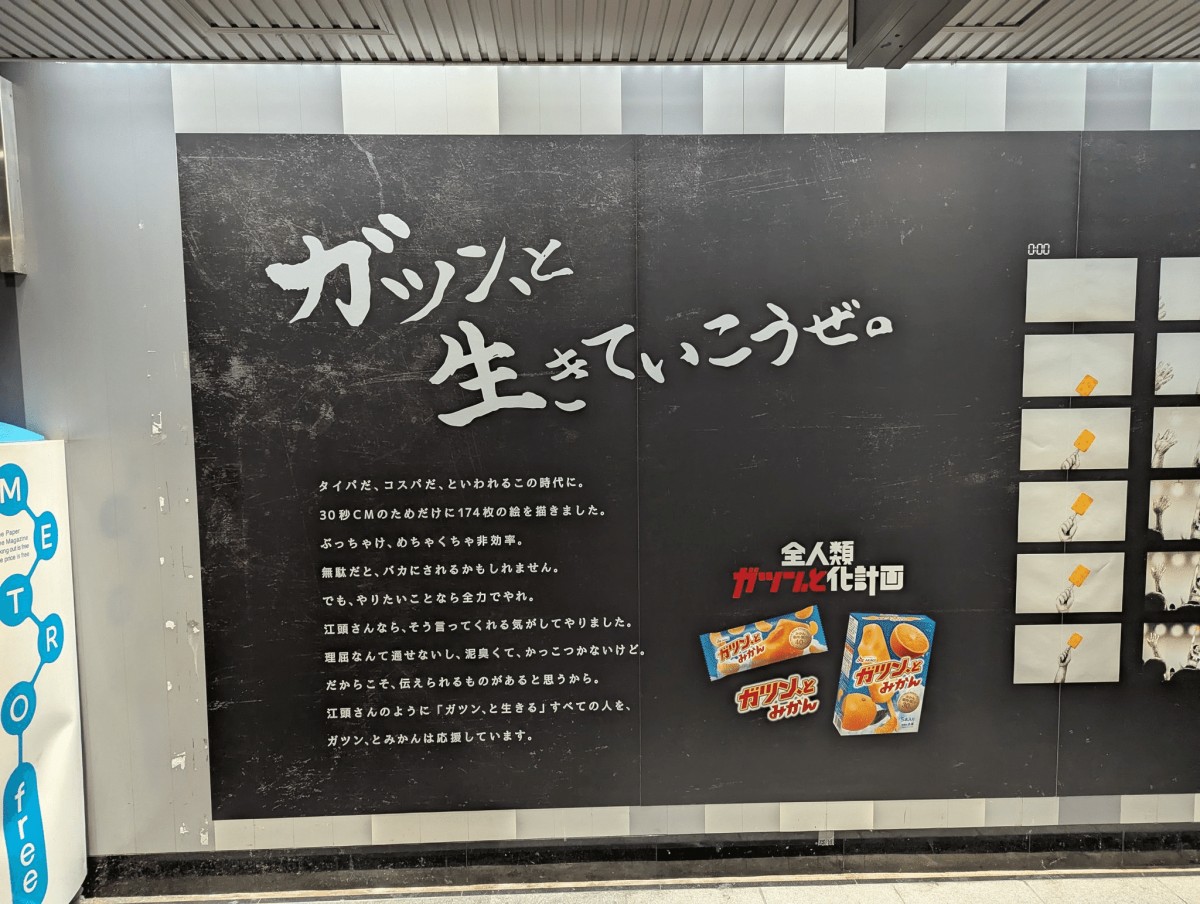 ガツン、と
生きていこうぜ。
タイパだ、コスパだ、といわれるこの時代に。
30秒CMのためだけに174枚の絵を描きました。
ぶっちゃけ、めちゃくちゃ非効率。
無駄だと、バカにされるかもしれません。
でも、やりたいことなら全力でやれ。
江頭さんなら、そう言ってくれる気がしてやりました。
理屈なんて通せないし、泥臭くて、かっこつかないけど。
だからこそ、伝えられるものがあると思うから。
江頭さんのように「ガツン、と生きる」すべての人を、
ガツン、とみかんは応援しています。
全人類
ガツン、と化計画
ガツン、と
みかん
ガツン、と
みかん
ガツン、と
みかん
0:00
METRO
free